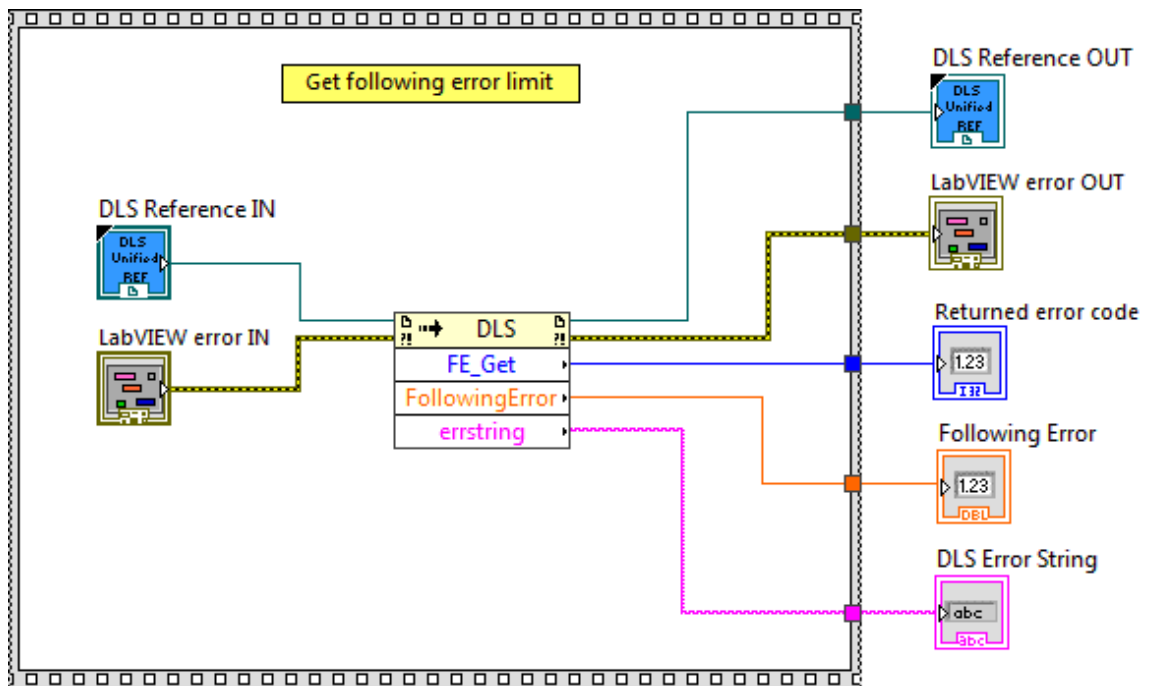 DLS Reference OUT
DLS
Unified
REF
Get following error limit
LabVIEW error OUT
DLS Reference IN
DLS
Unified
REF
LabVIEW error IN
?! DLS ?!
FE_Get
FollowingError
errstring
Returned error code
1.23
I32
Following Error
1.23
DBL
DLS Error String
abc
abc